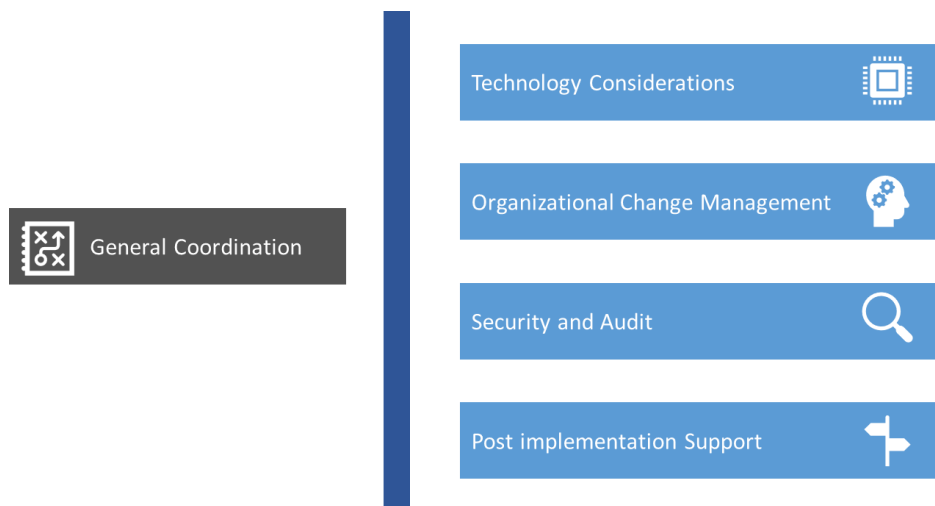 General Coordination
Technology Considerations
Organizational Change Management
Security and Audit
Post implementation Support